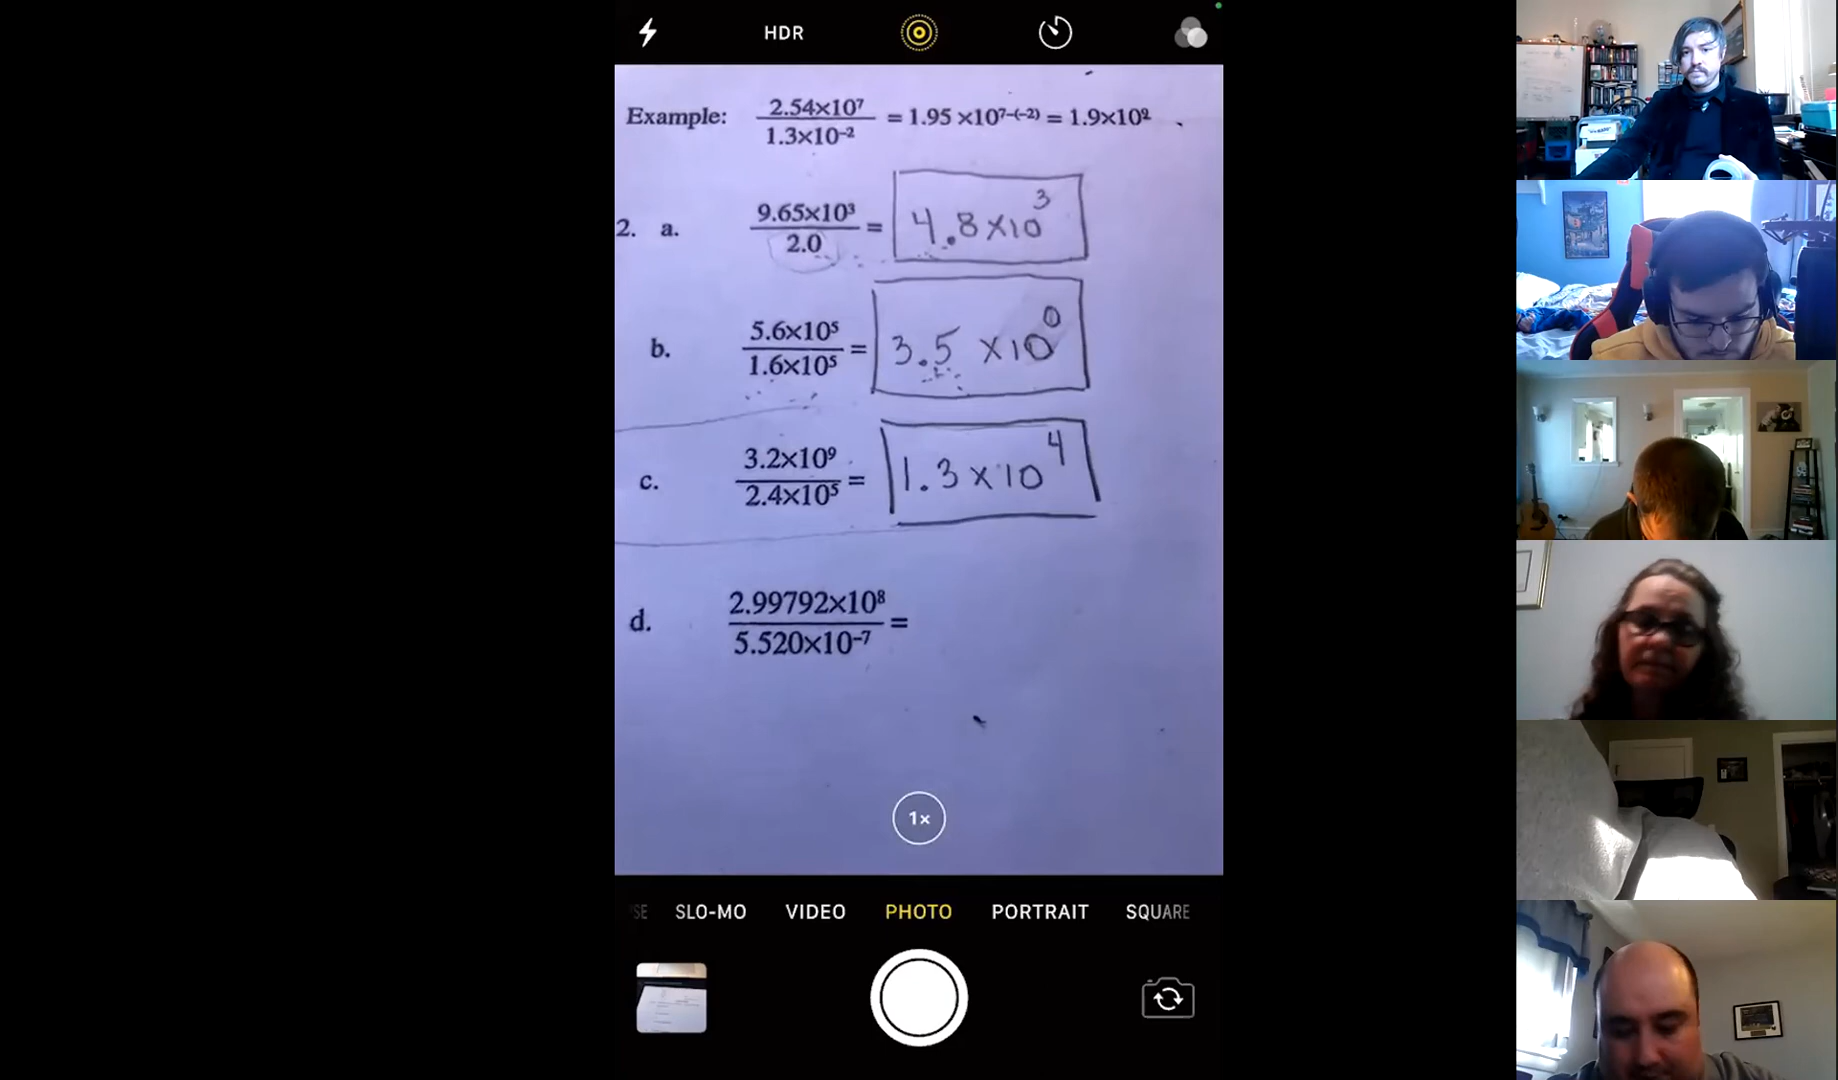 HDR
Example: 2.54×10⁷ / 1.3×10⁻² = 1.95 ×10⁷⁻⁽⁻²⁾ = 1.9×10⁹
2. a. 9.65×10³ / 2.0 = 4.8 ×10³
b. 5.6×10⁵ / 1.6×10⁵ = 3.5 ×10⁰
c. 3.2×10⁹ / 2.4×10⁵ = 1.3 ×10⁴
d. 2.99792×10⁸ / 5.520×10⁻⁷ =
1×
SE SLO-MO VIDEO PHOTO PORTRAIT SQUARE